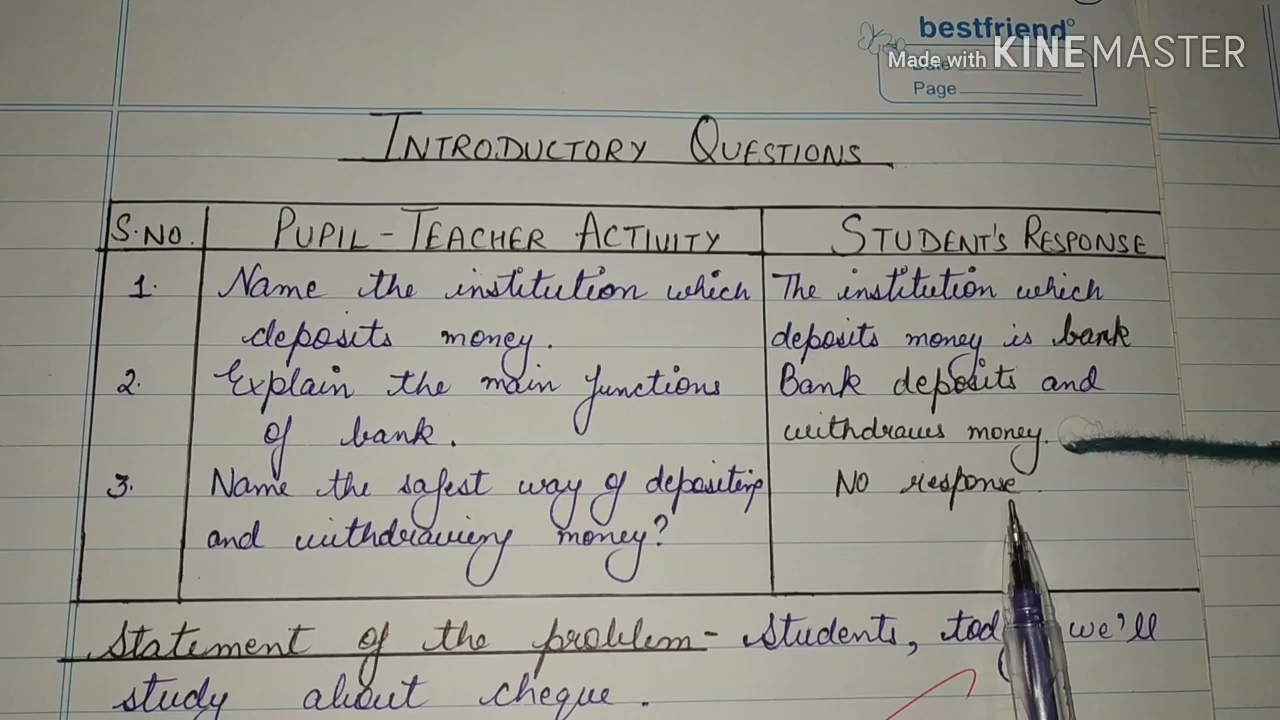 bestfriend
Made with KINEMASTER
Date
Page
INTRODUCTORY QUESTIONS
S.NO. PUPIL-TEACHER ACTIVITY STUDENT'S RESPONSE
1. Name the institution which The institution which
deposits money. deposits money is bank
2. Explain the main functions Bank deposits and
of bank. withdraws money.
3. Name the safest way of depositing No response.
and withdrawing money?
Statement of the problem - Students, we'll
study about cheque.